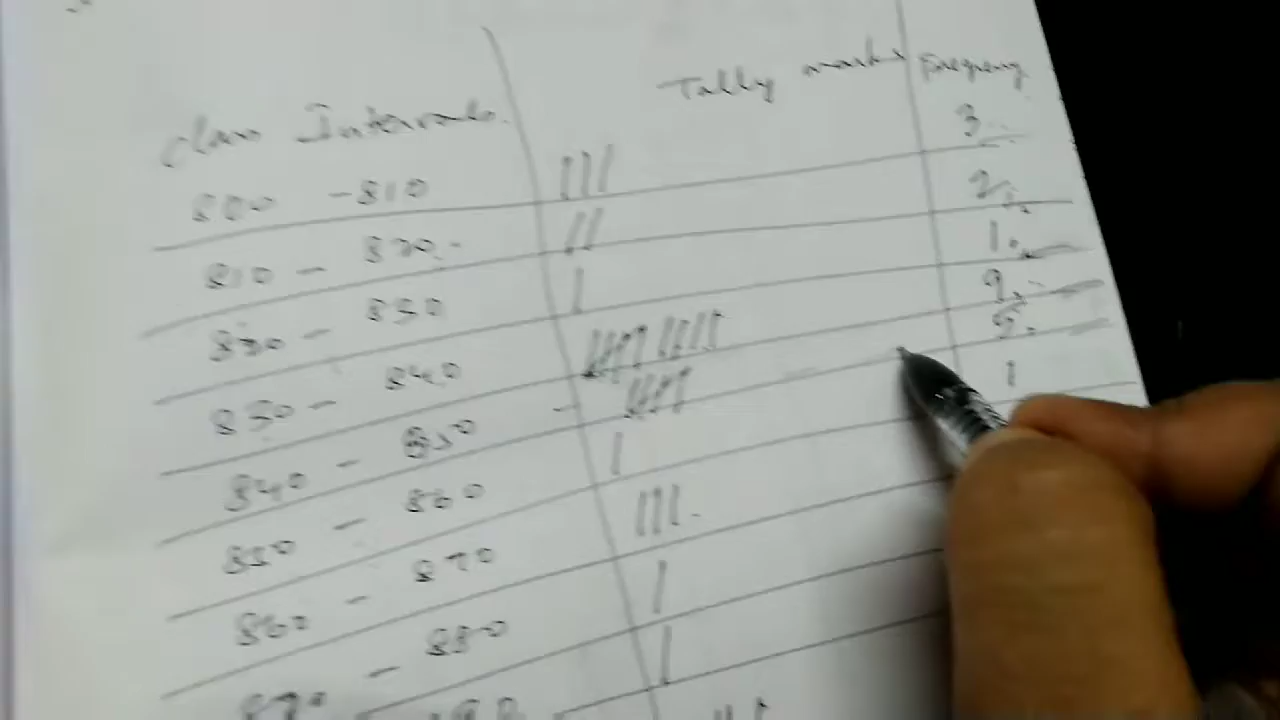 Class Intervals. Tally marks Frequency
800 - 810 ||| 3
810 - 820. || 2
820 - 830 | 1
830 - 840 |||| |||| 9
840 - 850 - |||| 5
850 - 860 | 1
860 - 870 |||.
870 - 880 |
|